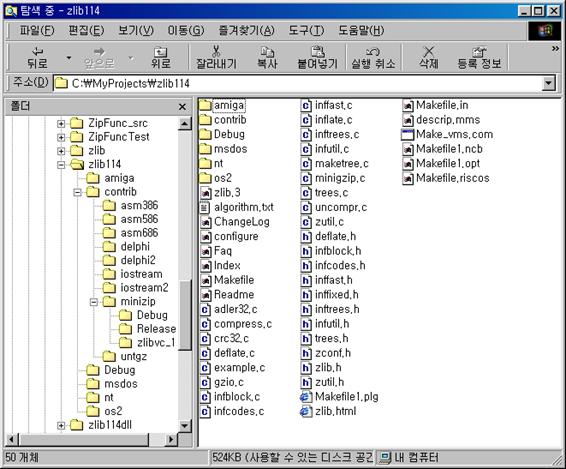 탐색 중 - zlib114
파일(F) 편집(E) 보기(V) 이동(G) 즐겨찾기(A) 도구(T) 도움말(H)
뒤로 앞으로 위로 잘라내기 복사 붙여넣기 실행 취소 삭제 등록 정보
주소(D) C:₩MyProjects₩zlib114
폴더
ZipFunc_src
ZipFuncTest
zlib
zlib114
amiga
contrib
asm386
asm586
asm686
delphi
delphi2
iostream
iostream2
minizip
Debug
Release
zlibvc_1
untgz
Debug
msdos
nt
os2
zlib114dll
amiga
contrib
Debug
msdos
nt
os2
zlib.3
algorithm.txt
ChangeLog
configure
Faq
Index
Makefile
Readme
adler32.c
compress.c
crc32.c
deflate.c
example.c
gzio.c
infblock.c
infcodes.c
inffast.c
inflate.c
inftrees.c
infutil.c
maketree.c
minigzip.c
trees.c
uncompr.c
zutil.c
deflate.h
infblock.h
infcodes.h
inffast.h
inffixed.h
inftrees.h
infutil.h
trees.h
zconf.h
zlib.h
zutil.h
Makefile1.plg
zlib.html
Makefile.in
descrip.mms
Make_vms.com
Makefile1.ncb
Makefile1.opt
Makefile.riscos
50 개체 524KB (사용할 수 있는 디스크 공간 내 컴퓨터